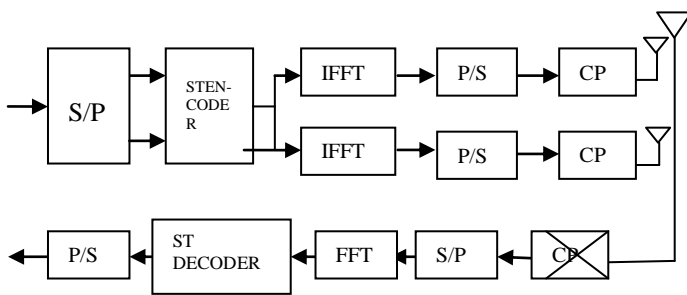 S/P
STEN-
CODE
R
IFFT
P/S
CP
IFFT
P/S
CP
P/S
ST
DECODER
FFT
S/P
CP